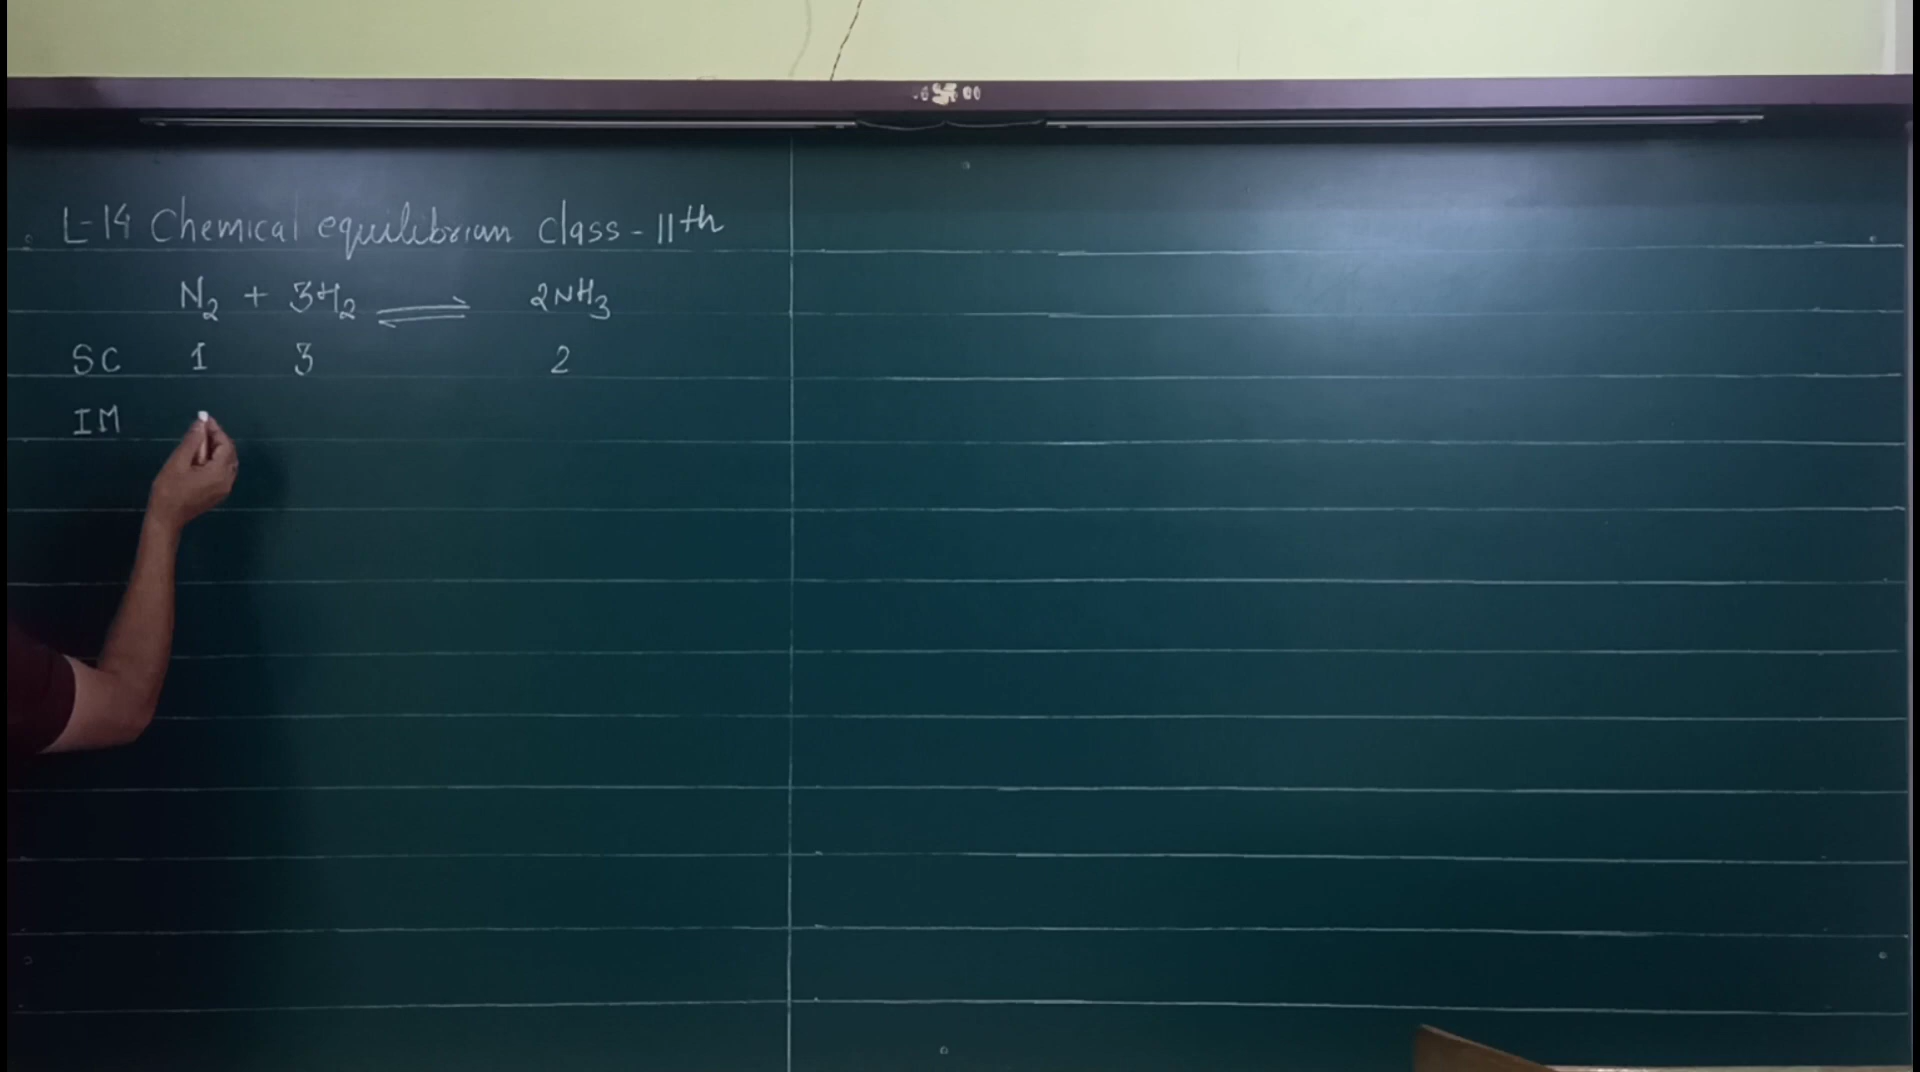 L-14 Chemical equilibrium class-11th
N₂ + 3H₂ ⇌ 2NH₃
SC 1 3 2
IM